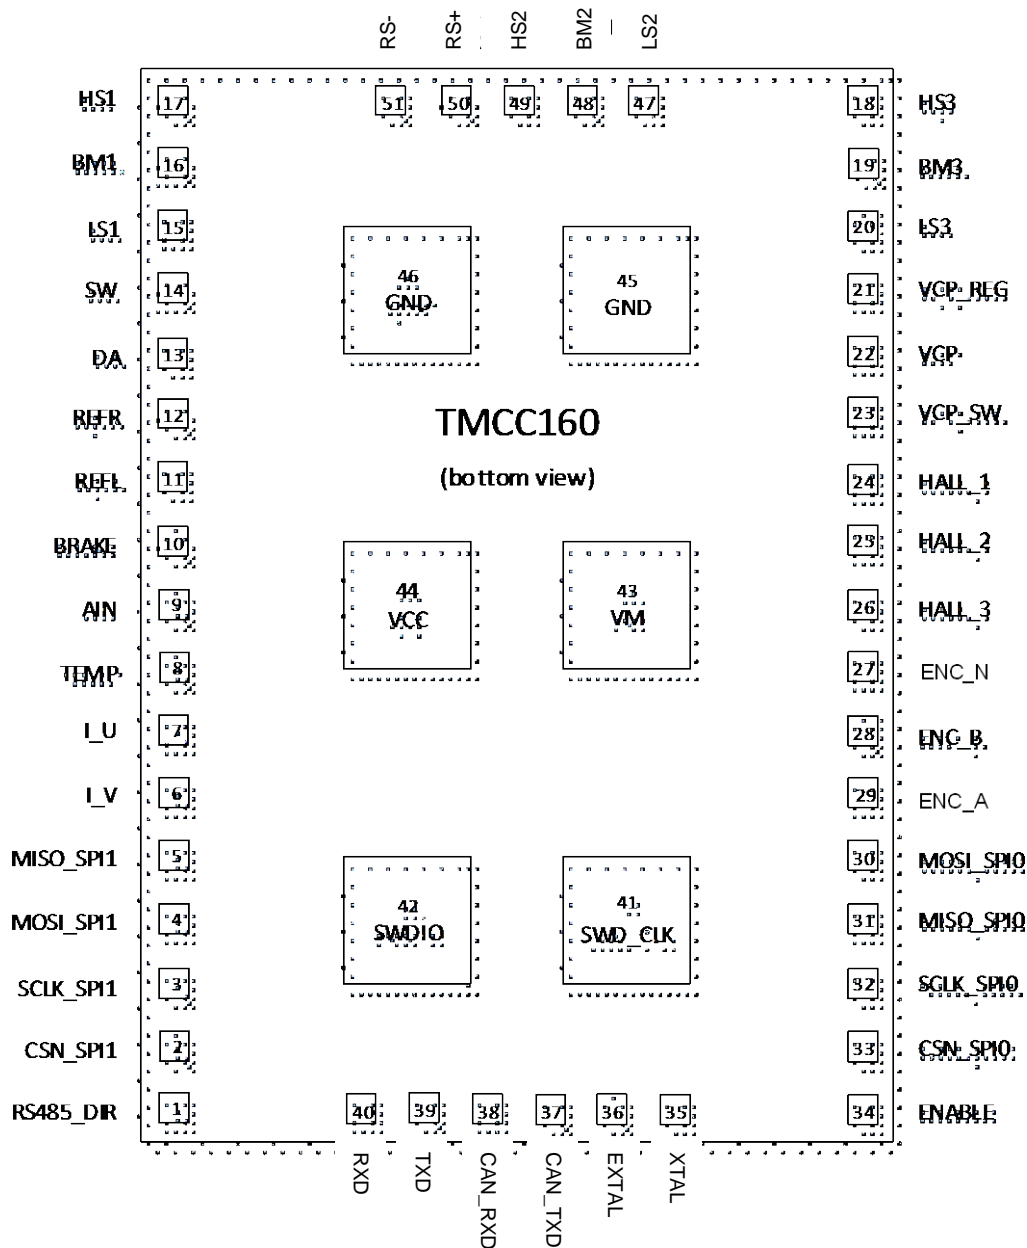 RS-
RS+
HS2
BM2
LS2
HS1 17 51 50 49 48 47 18 HS3
BM1 16 19 BM3
LS1 15 20 LS3
SW 14 46 45 21 VCP_REG
GND GND
DA 13 22 VCP
REFR 12 TMCC160 23 VCP_SW
REFL 11 (bottom view) 24 HALL_1
BRAKE 10 25 HALL_2
AIN 9 44 43 26 HALL_3
VCC VM
TEMP 8 27 ENC_N
I_U 7 28 ENC_B
I_V 6 29 ENC_A
MISO_SPI1 5 30 MOSI_SPI0
MOSI_SPI1 4 42 41 31 MISO_SPI0
SWDIO SWD_CLK
SCLK_SPI1 3 32 SCLK_SPI0
CSN_SPI1 2 33 CSN_SPI0
RS485_DIR 1 40 39 38 37 36 35 34 ENABLE
RXD
TXD
CAN_RXD
CAN_TXD
EXTAL
XTAL